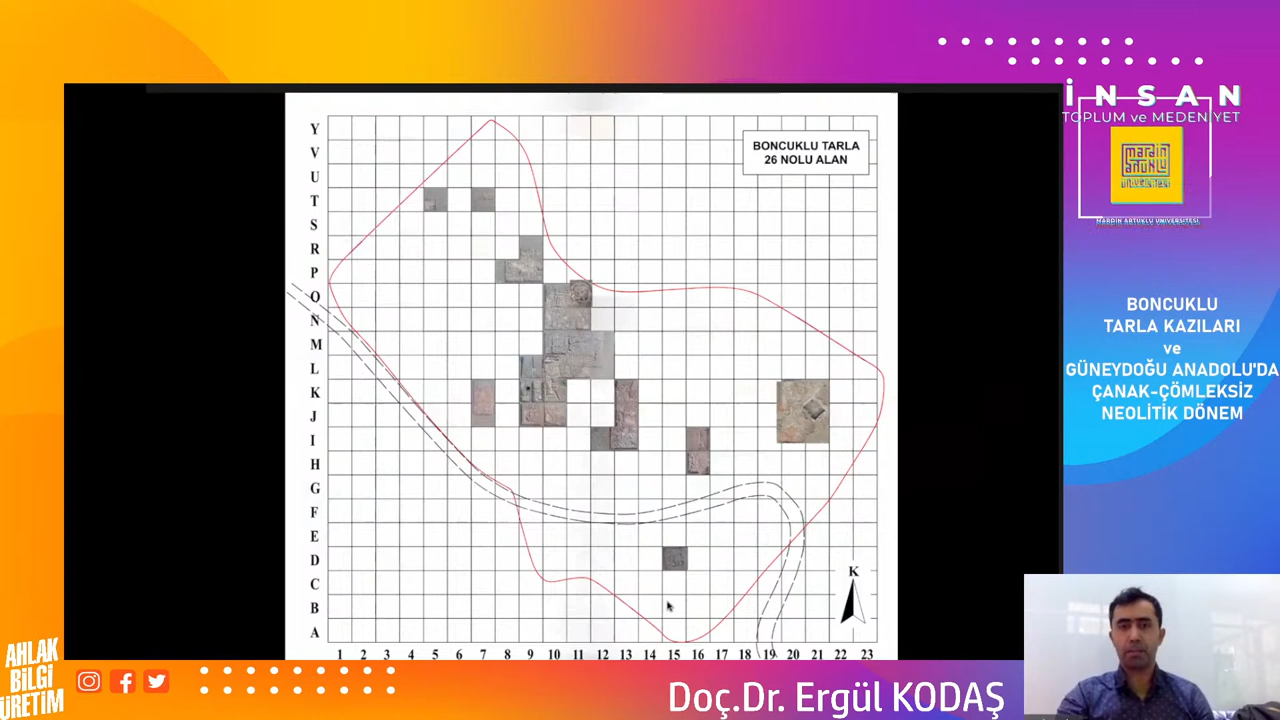 İNSAN
TOPLUM ve MEDENİYET
mardin
artuklu
üniversitesi
MARDİN ARTUKLU ÜNİVERSİTESİ
BONCUKLU
TARLA KAZILARI
ve
GÜNEYDOĞU ANADOLU'DA
ÇANAK-ÇÖMLEKSİZ
NEOLİTİK DÖNEM
BONCUKLU TARLA
26 NOLU ALAN
Y
V
U
T
S
R
P
O
N
M
L
K
J
I
H
G
F
E
D
C
B
A
K
1 2 3 4 5 6 7 8 9 10 11 12 13 14 15 16 17 18 19 20 21 22 23
AHLAK
BİLGİ
ÜRETİM
Doç.Dr. Ergül KODAŞ